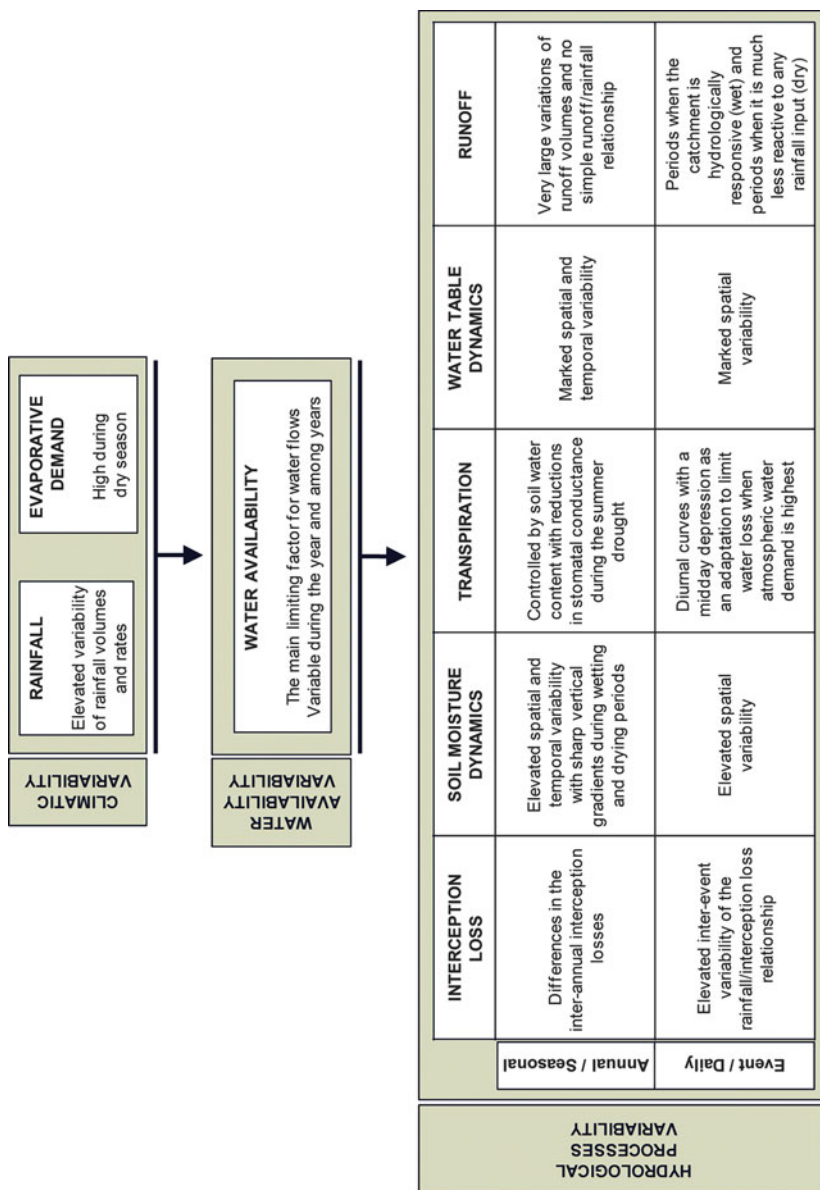 CLIMATIC
VARIABILITY
RAINFALL
Elevated variability
of rainfall volumes
and rates
EVAPORATIVE
DEMAND
High during
dry season
WATER
AVAILABILITY
VARIABILITY
WATER AVAILABILITY
The main limiting factor for water flows
Variable during the year and among years
HYDROLOGICAL
PROCESSES
VARIABILITY
INTERCEPTION
LOSS
SOIL MOISTURE
DYNAMICS
TRANSPIRATION
WATER TABLE
DYNAMICS
RUNOFF
Annual / Seasonal
Differences in the
inter-annual interception
losses
Elevated spatial and
temporal variability
with sharp vertical
gradients during wetting
and drying periods
Controlled by soil water
content with reductions
in stomatal conductance
during the summer
drought
Marked spatial and
temporal variability
Very large variations of
runoff volumes and no
simple runoff/rainfall
relationship
Event / Daily
Elevated inter-event
variability of the
rainfall/interception loss
relationship
Elevated spatial
variability
Diurnal curves with a
midday depression as
an adaptation to limit
water loss when
atmospheric water
demand is highest
Marked spatial
variability
Periods when the
catchment is
hydrologically
responsive (wet) and
periods when it is much
less reactive to any
rainfall input (dry)